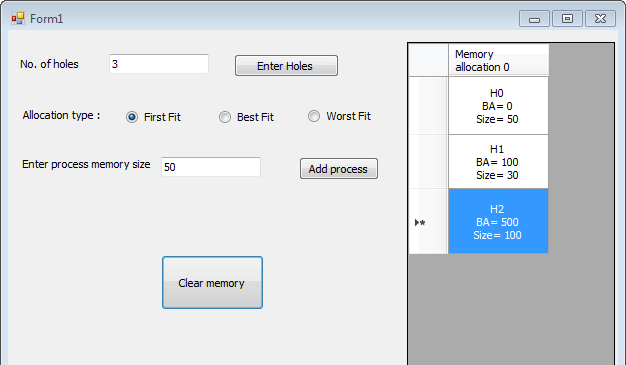 Form1
No. of holes 3 Enter Holes
Allocation type : First Fit Best Fit Worst Fit
Enter process memory size 50 Add process
Clear memory
Memory
allocation 0
H0
BA= 0
Size= 50
H1
BA= 100
Size= 30
H2
BA= 500
Size= 100